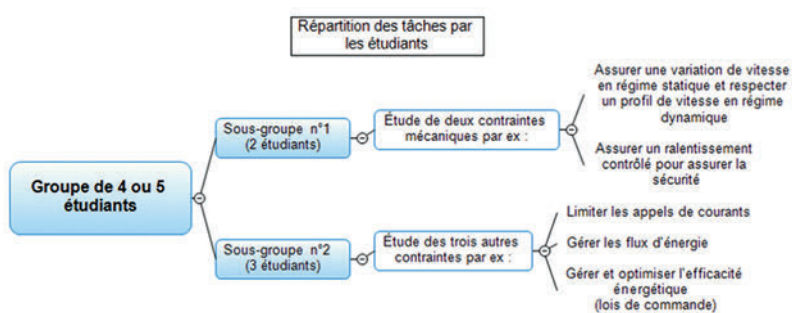 Répartition des tâches par
les étudiants
Groupe de 4 ou 5
étudiants
Sous-groupe n°1
(2 étudiants)
Étude de deux contraintes
mécaniques par ex :
Assurer une variation de vitesse
en régime statique et respecter
un profil de vitesse en régime
dynamique
Assurer un ralentissement
contrôlé pour assurer la
sécurité
Sous-groupe n°2
(3 étudiants)
Étude des trois autres
contraintes par ex :
Limiter les appels de courants
Gérer les flux d'énergie
Gérer et optimiser l'efficacité
énergétique
(lois de commande)